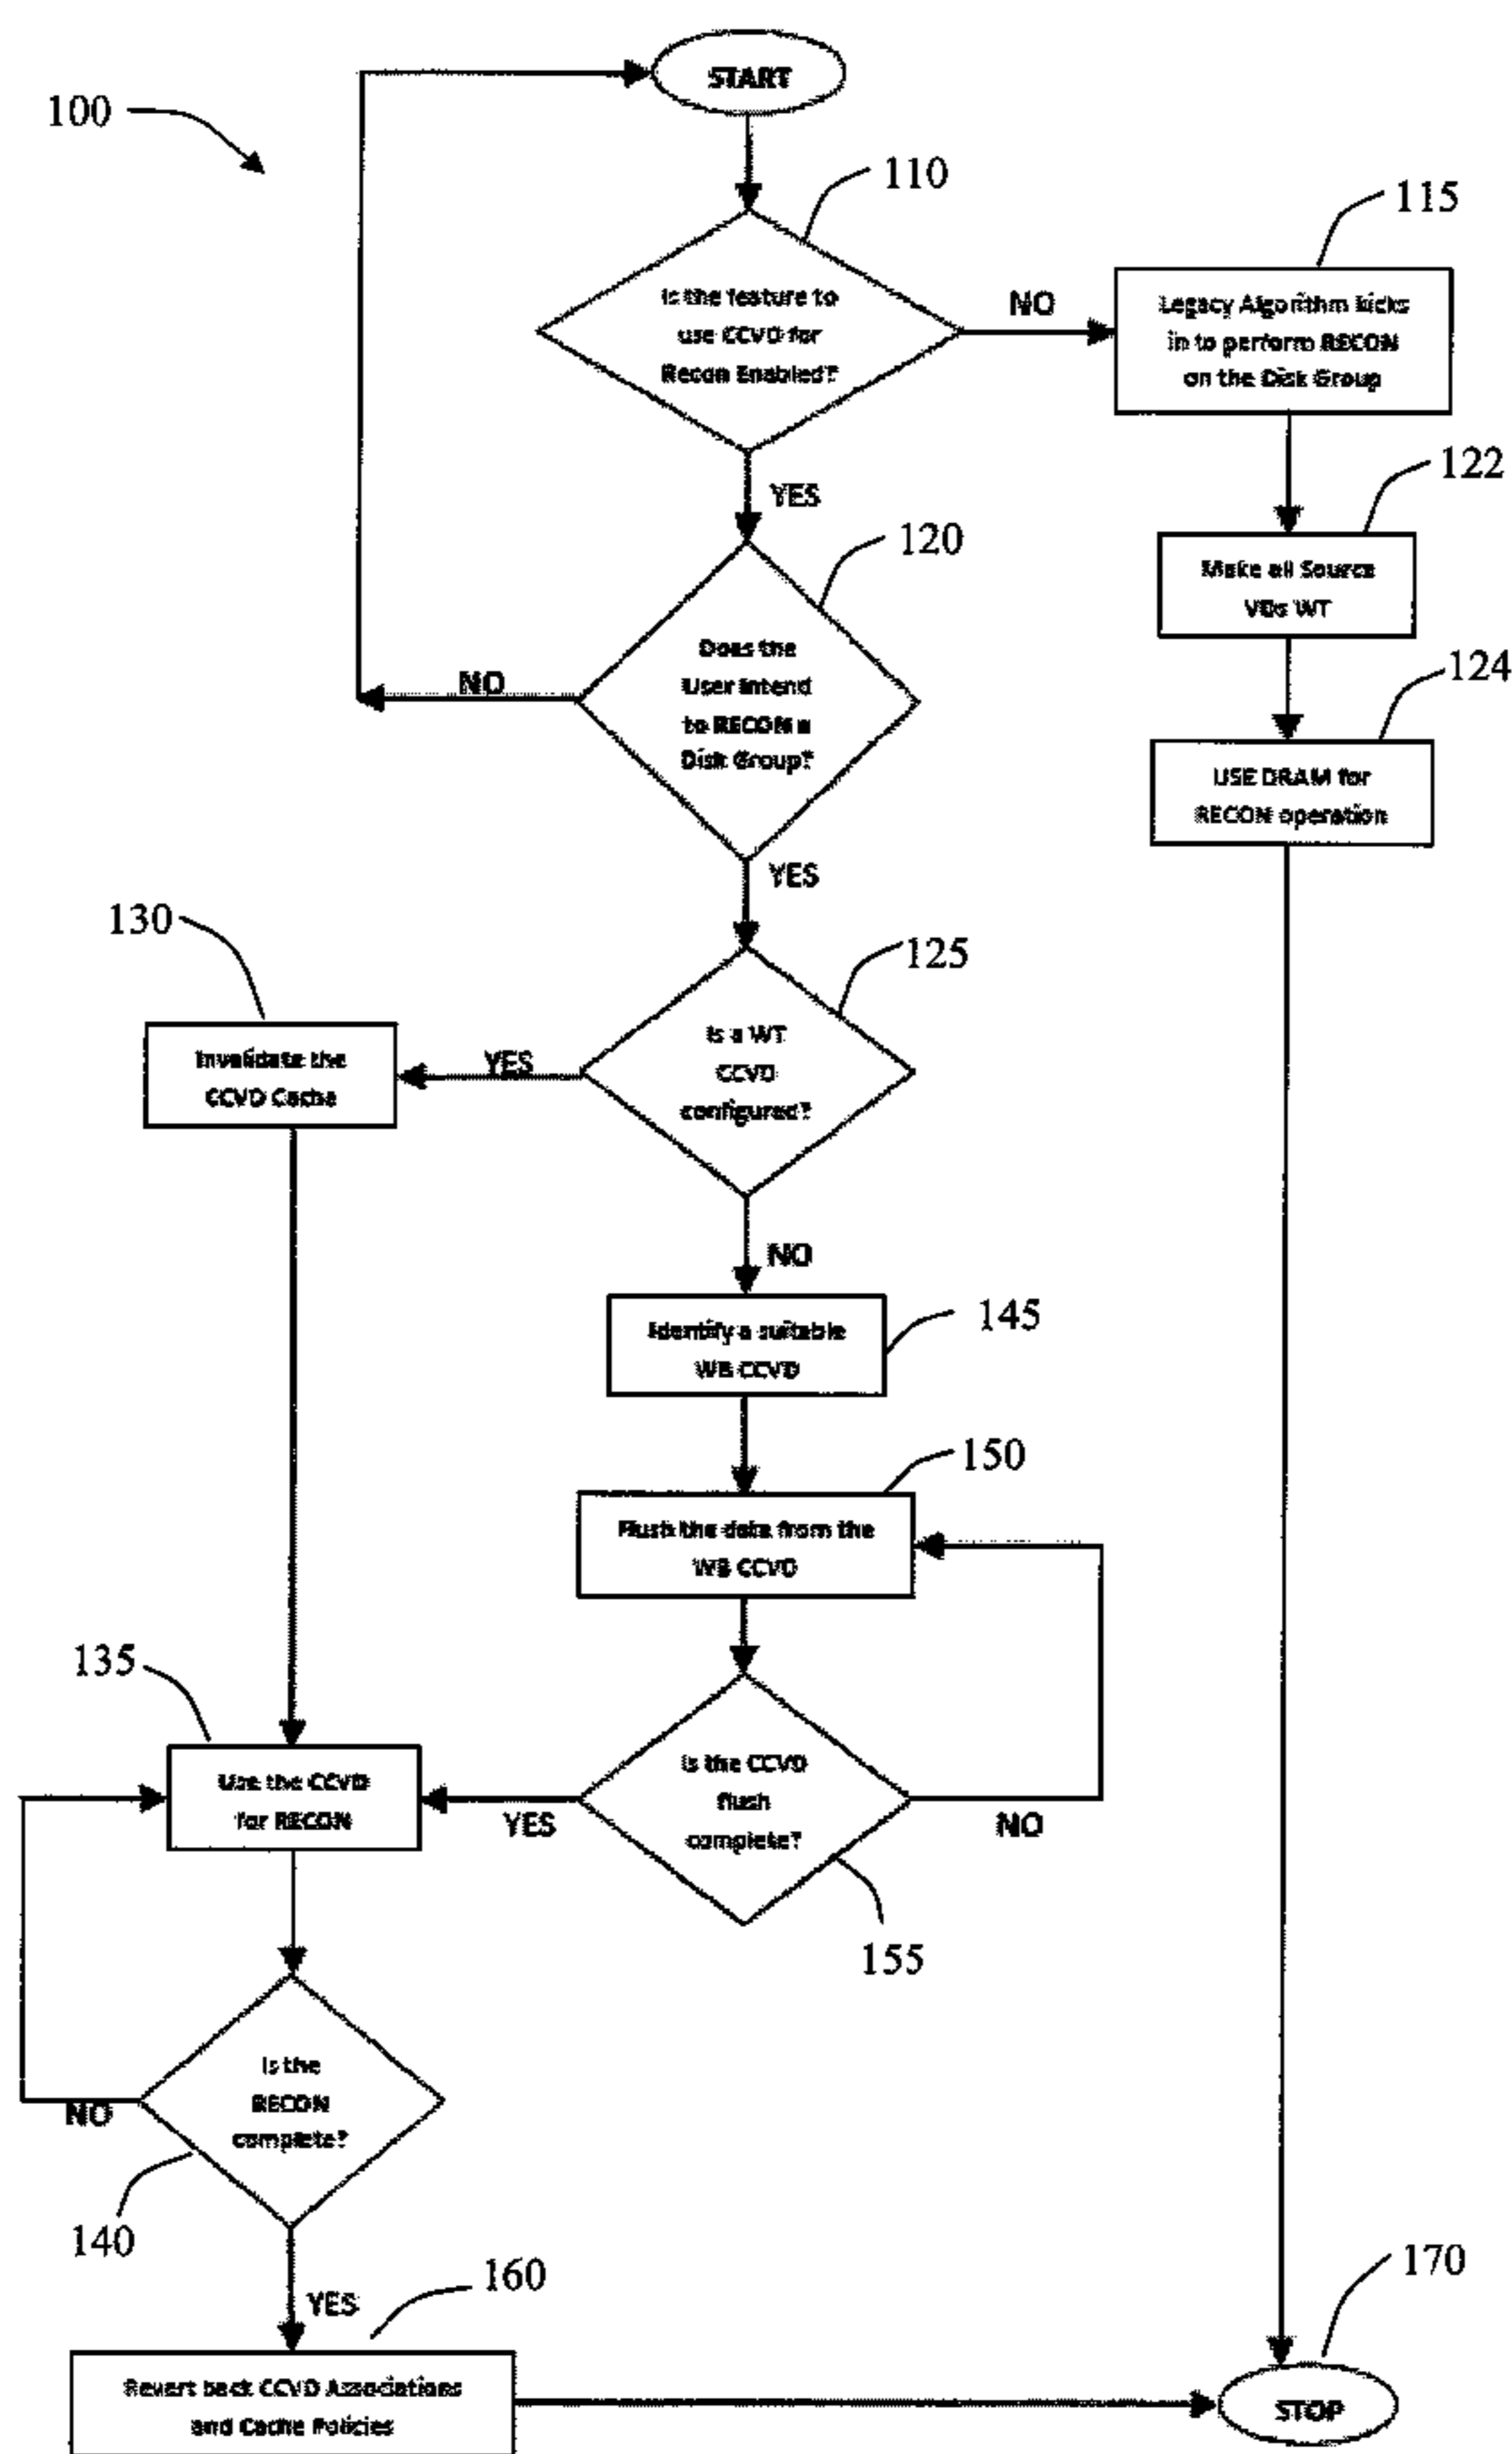 START
100
110
115
Is the feature to
use CCVD for
Recon Enabled?
NO
Legacy Algorithm kicks
in to perform RECON
on the Disk Group
YES
122
120
Make all Source
VDs WT
Does the
User Intend
to RECON a
Disk Group?
NO
124
USE DRAM for
RECON operation
YES
130
125
Is a WT
CCVD
configured?
YES
Invalidate the
CCVD Cache
NO
145
Identify a suitable
WB CCVD
150
Flush the data from the
WB CCVD
135
Is the CCVD
flush
complete?
Use the CCVD
for RECON
YES
NO
155
Is the
RECON
complete?
NO
140
160
170
YES
Revert back CCVD Associations
and Cache Policies
STOP